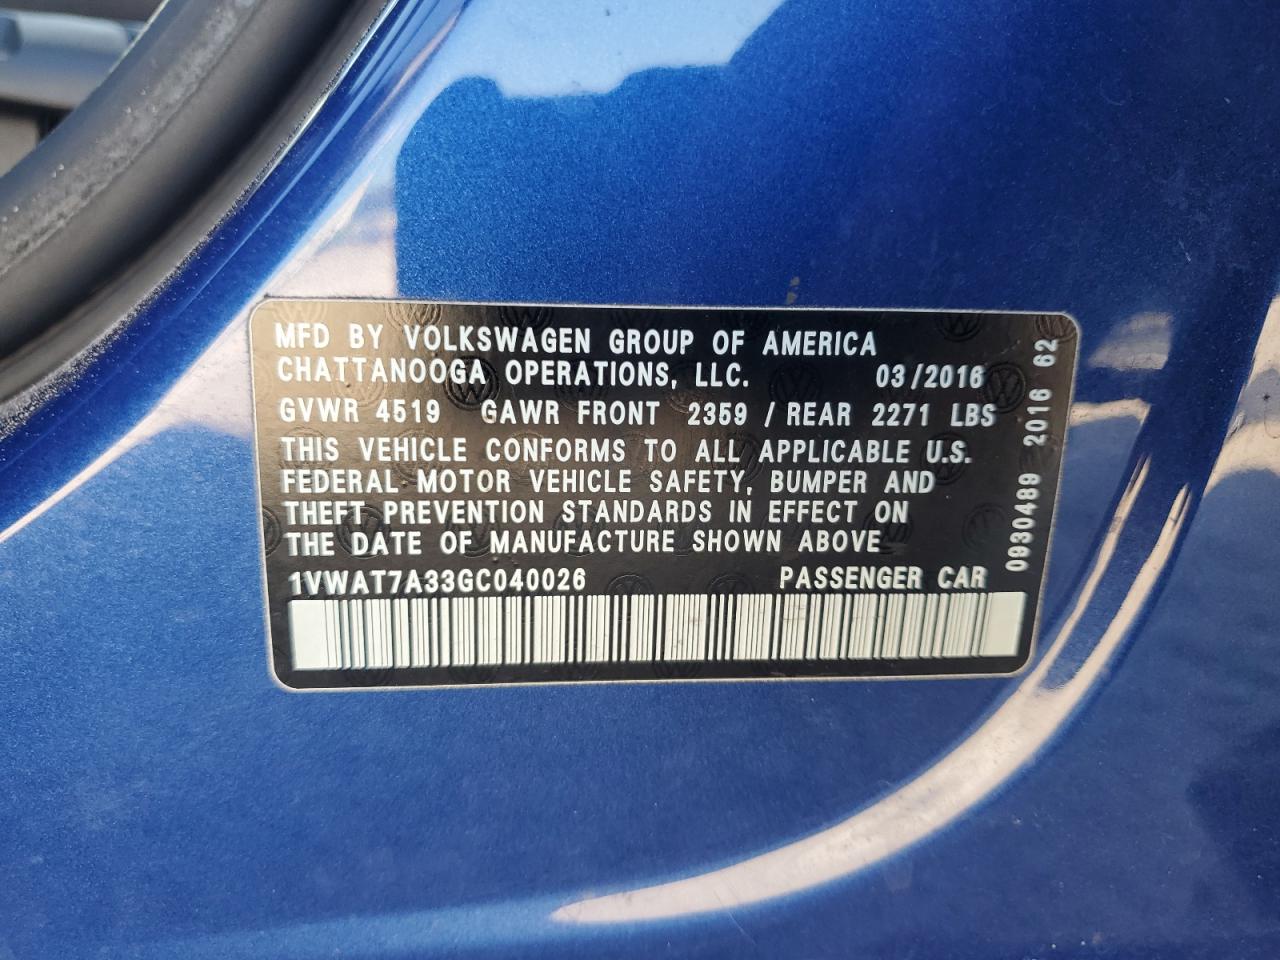 MFD BY VOLKSWAGEN GROUP OF AMERICA
CHATTANOOGA OPERATIONS, LLC. 03/2016
GVWR 4519 GAWR FRONT 2359 / REAR 2271 LBS
THIS VEHICLE CONFORMS TO ALL APPLICABLE U.S.
FEDERAL MOTOR VEHICLE SAFETY, BUMPER AND
THEFT PREVENTION STANDARDS IN EFFECT ON
THE DATE OF MANUFACTURE SHOWN ABOVE
1VWAT7A33GC040026 PASSENGER CAR
0930489 2016 62